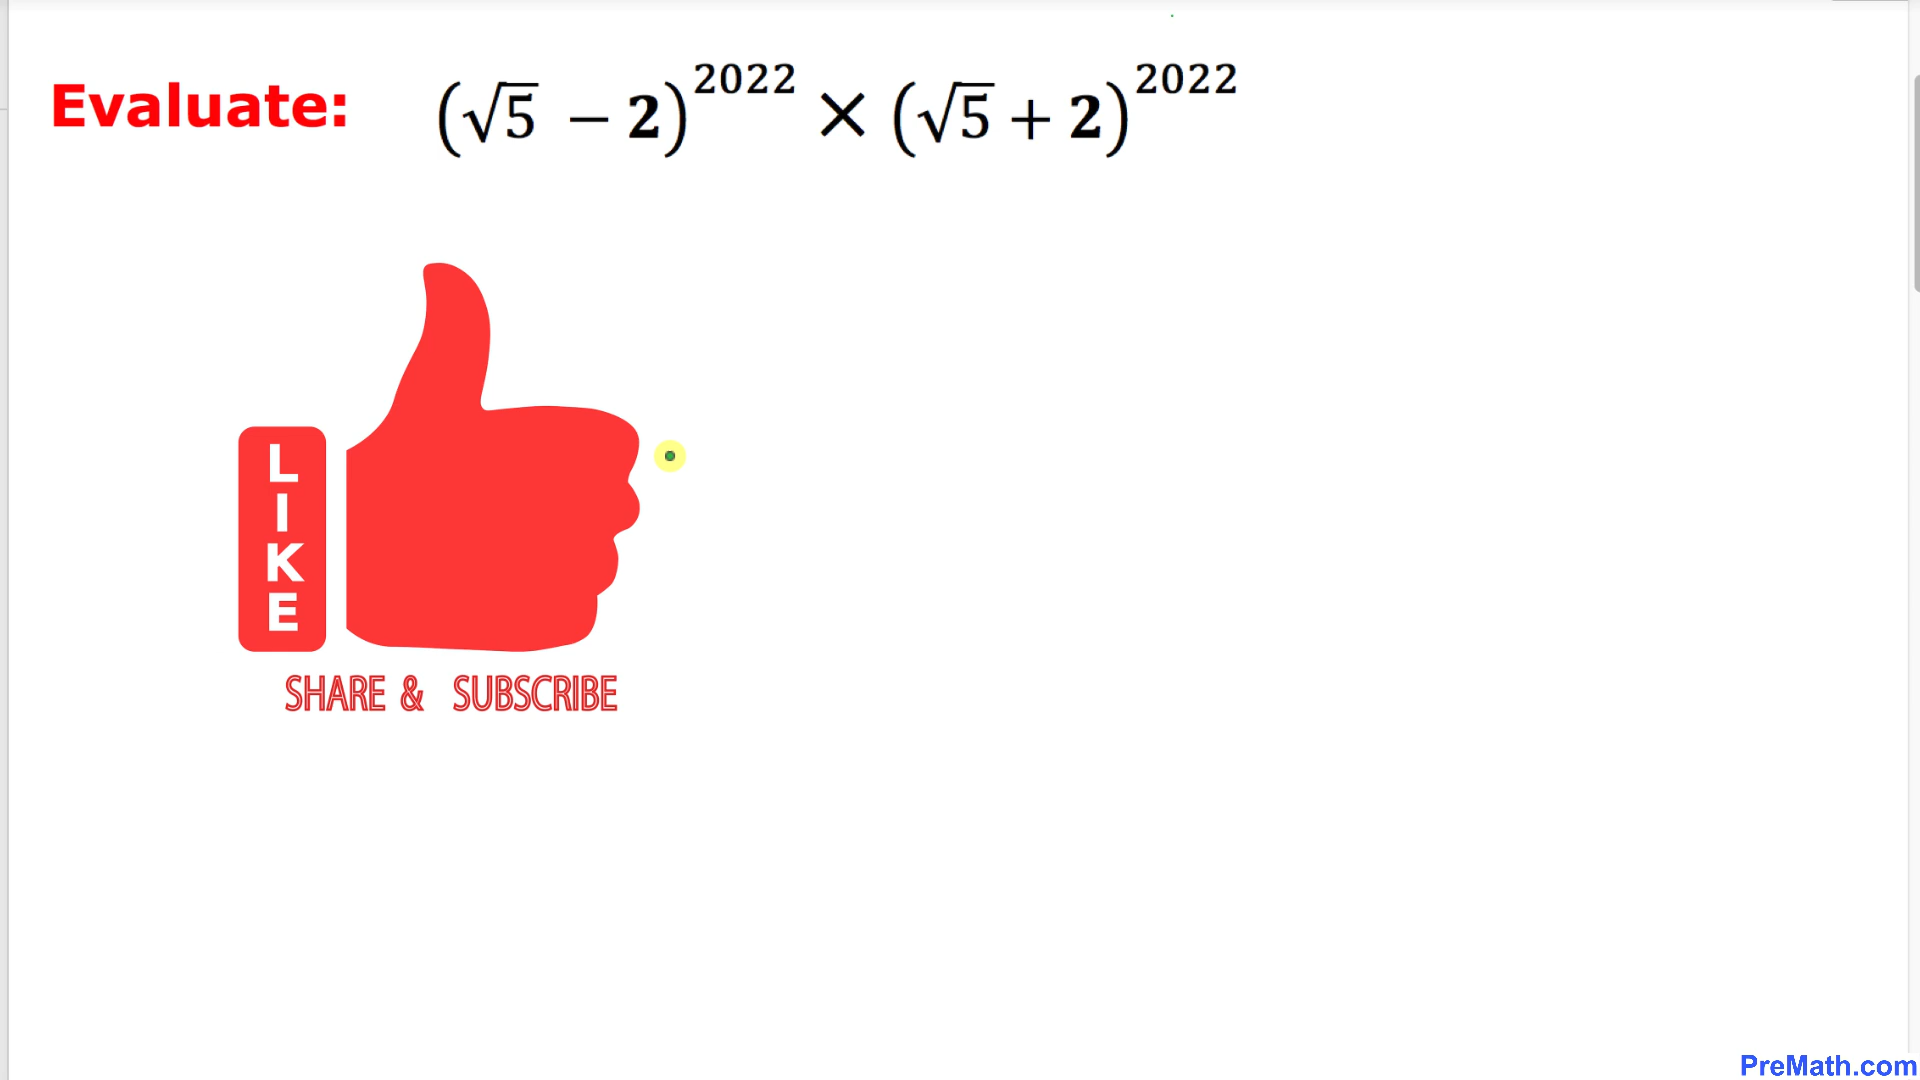 Evaluate: (√5 − 2)^2022 × (√5 + 2)^2022
L
I
K
E
SHARE & SUBSCRIBE
PreMath.com